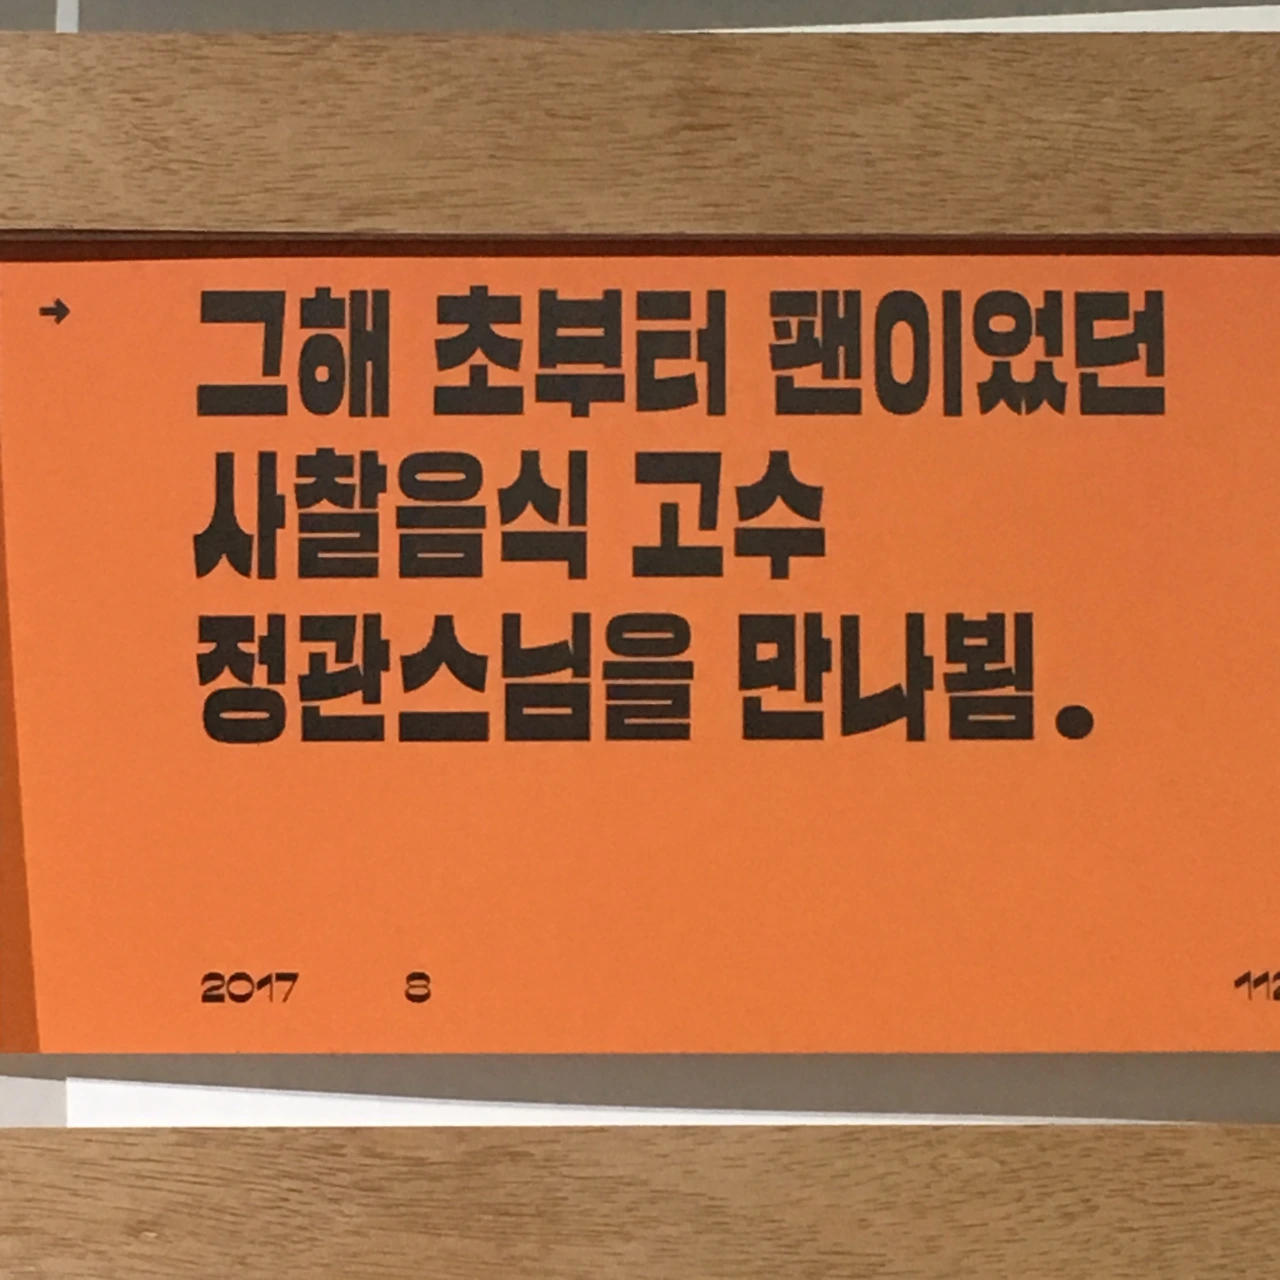 → 그해 초부터 팬이었던
사찰음식 고수
정관스님을 만나뵘.
2017 8